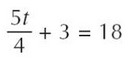 5t/4 + 3 = 18